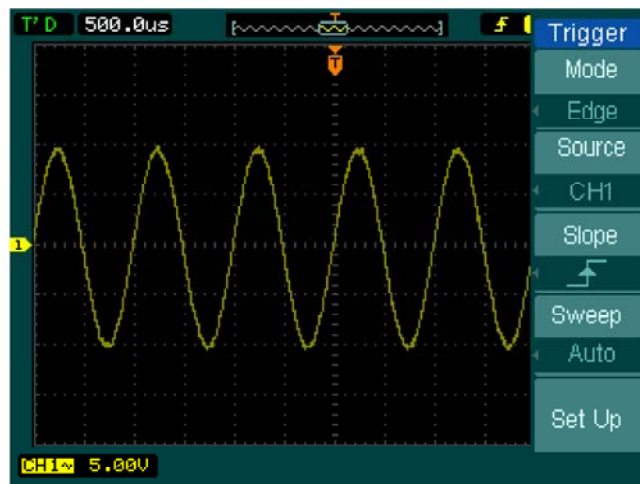 T'D 500.0us
T
Trigger
Mode
Edge
Source
CH1
Slope
Sweep
Auto
Set Up
1
CH1~ 5.00V